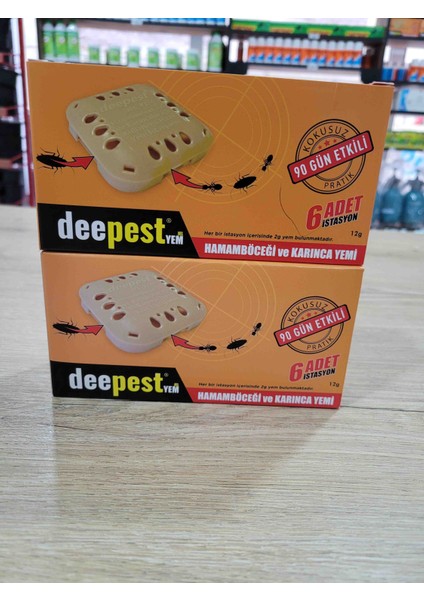 deepest
KOKUSUZ
90 GÜN ETKİLİ
PRATİK
6 ADET
İSTASYON
deepest® YEM
Her bir istasyon içerisinde 2g yem bulunmaktadır.
12g
HAMAMBÖCEĞİ ve KARINCA YEMİ
KOKUSUZ
90 GÜN ETKİLİ
PRATİK
6 ADET
İSTASYON
deepest® YEM
Her bir istasyon içerisinde 2g yem bulunmaktadır.
12g
HAMAMBÖCEĞİ ve KARINCA YEMİ